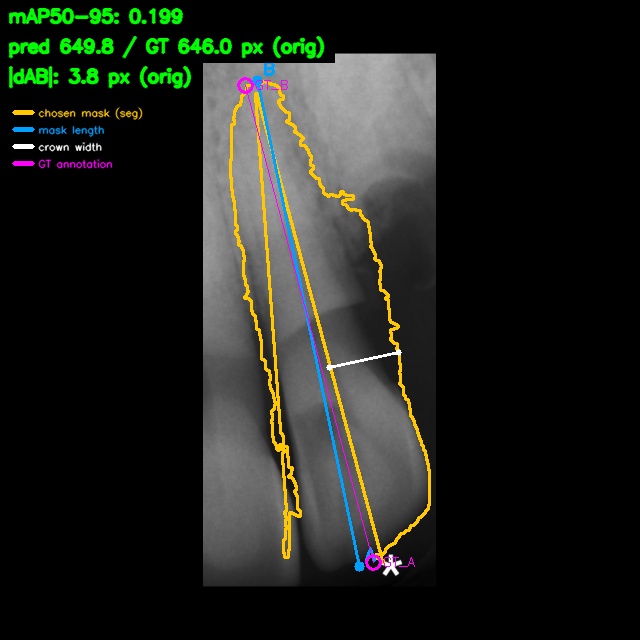 mAP50-95: 0.199
pred 649.8 / GT 646.0 px (orig)
|dAB|: 3.8 px (orig)
chosen mask (seg)
mask length
crown width
GT annotation
B
GT_B
A
GT_A